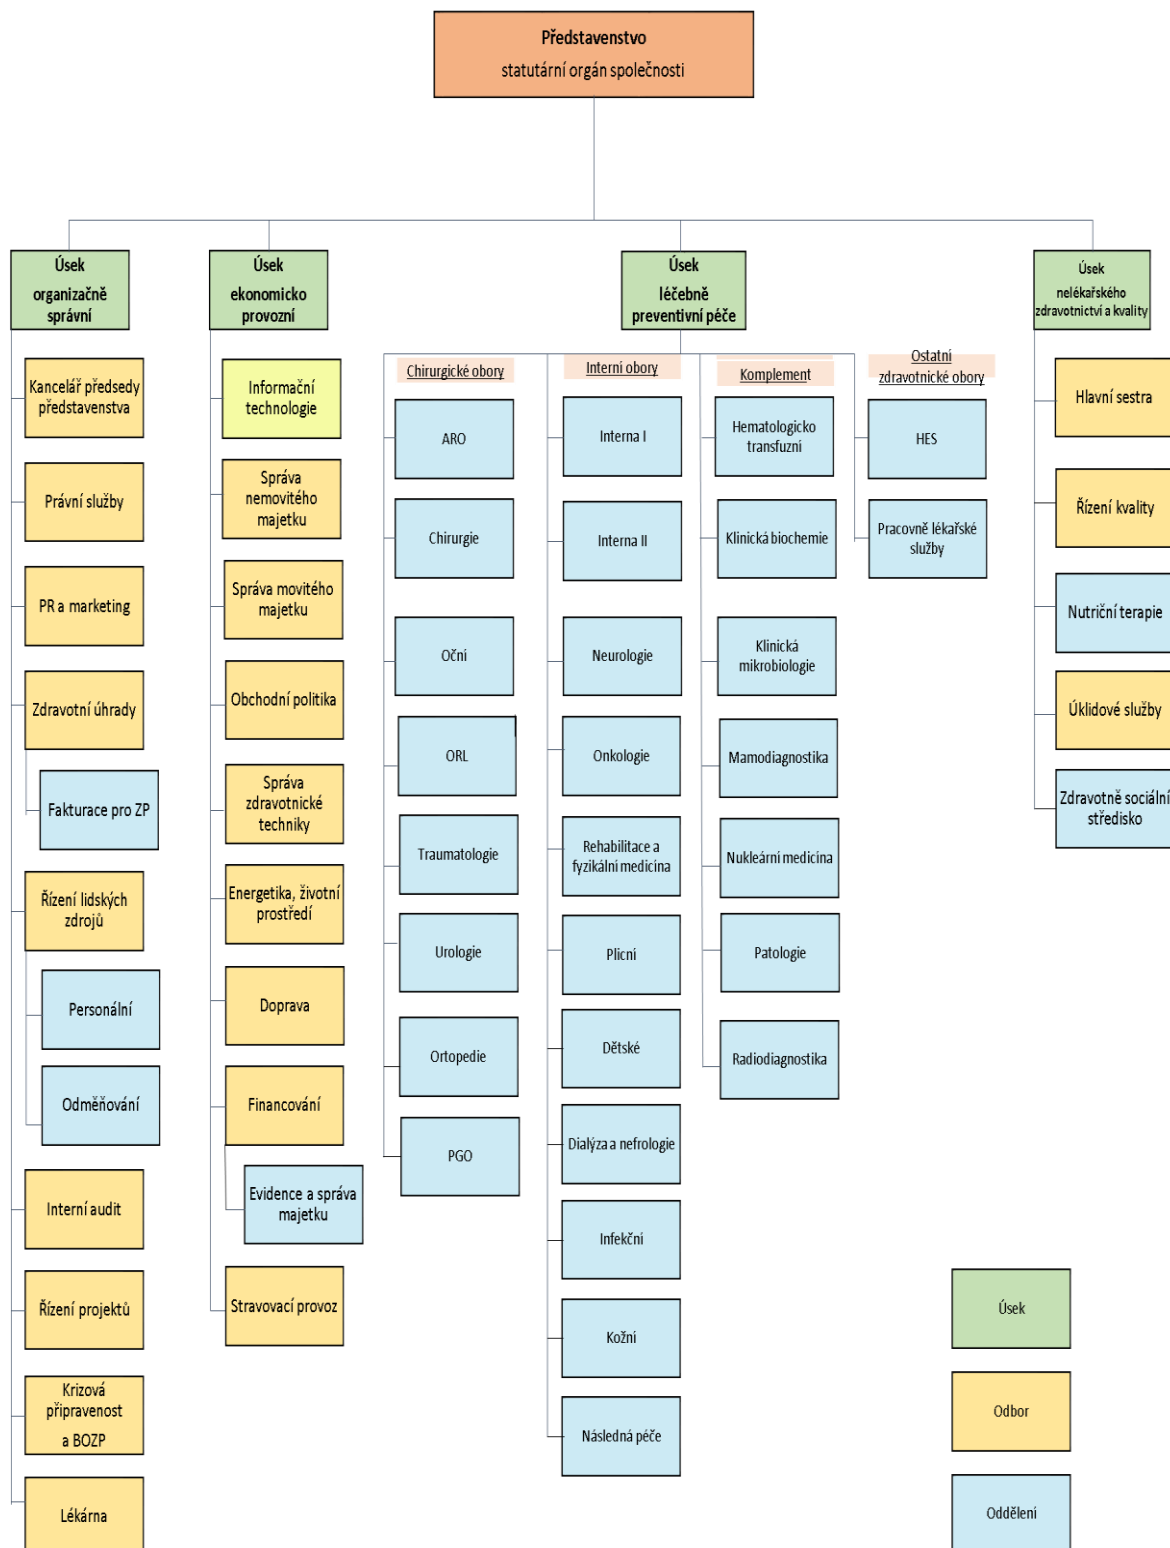 Představenstvo
statutární orgán společnosti
Úsek
organizačně
správní
Kancelář předsedy
představenstva
Právní služby
PR a marketing
Zdravotní úhrady
Fakturace pro ZP
Řízení lidských
zdrojů
Personální
Odměňování
Interní audit
Řízení projektů
Krizová
připravenost
a BOZP
Lékárna
Úsek
ekonomicko
provozní
Informační
technologie
Správa
nemovitého
majetku
Správa movitého
majetku
Obchodní politika
Správa
zdravotnické
techniky
Energetika, životní
prostředí
Doprava
Financování
Evidence a správa
majetku
Stravovací provoz
Úsek
léčebně
preventivní péče
Chirurgické obory
ARO
Chirurgie
Oční
ORL
Traumatologie
Urologie
Ortopedie
PGO
Interní obory
Interna I
Interna II
Neurologie
Onkologie
Rehabilitace a
fyzikální medicína
Plicní
Dětské
Dialýza a nefrologie
Infekční
Kožní
Následná péče
Komplement
Hematologicko
transfuzní
Klinická biochemie
Klinická
mikrobiologie
Mamodiagnostika
Nukleární medicína
Patologie
Radiodiagnostika
Ostatní
zdravotnické obory
HES
Pracovně lékařské
služby
Úsek
nelékařského
zdravotnictví a kvality
Hlavní sestra
Řízení kvality
Nutriční terapie
Úklidové služby
Zdravotně sociální
středisko
Úsek
Odbor
Oddělení